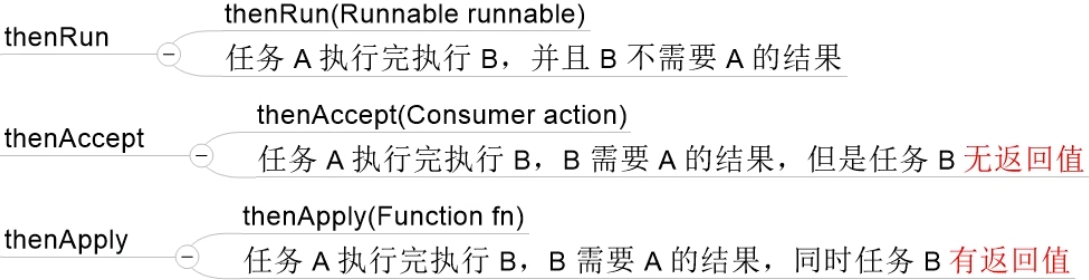 thenRun
thenRun(Runnable runnable)
任务 A 执行完执行 B，并且 B 不需要 A 的结果
thenAccept
thenAccept(Consumer action)
任务 A 执行完执行 B，B 需要 A 的结果，但是任务 B 无返回值
thenApply
thenApply(Function fn)
任务 A 执行完执行 B，B 需要 A 的结果，同时任务 B 有返回值